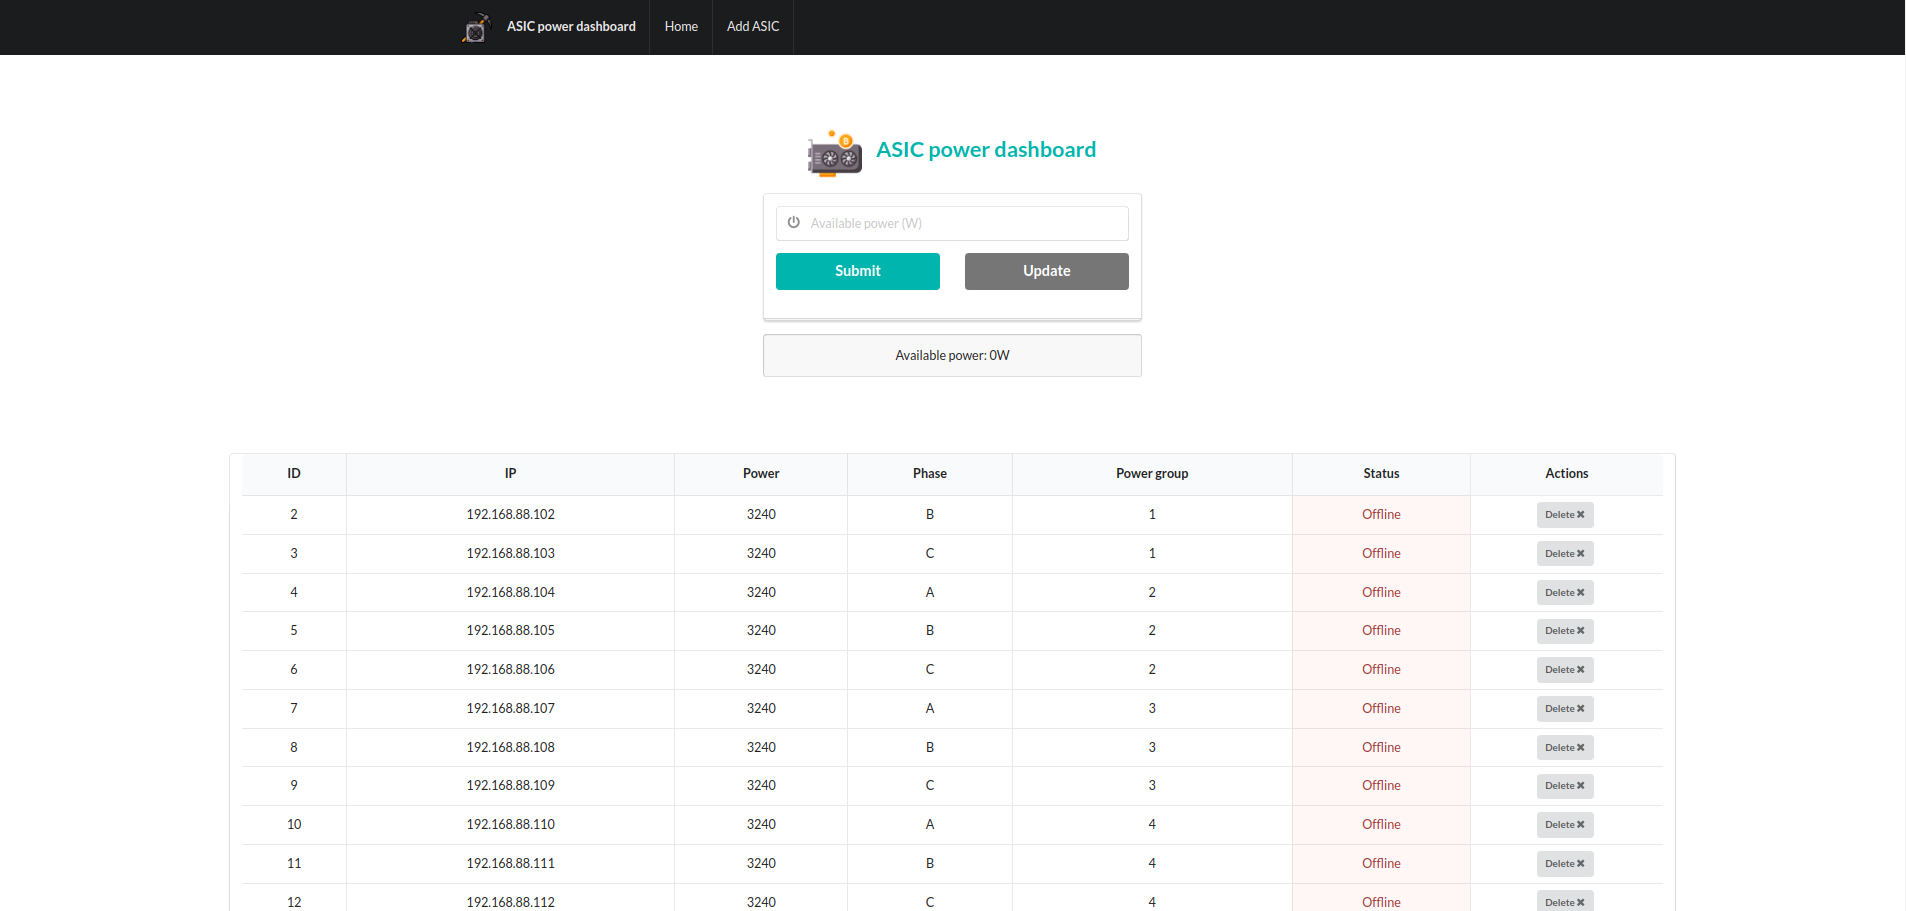 ASIC power dashboard Home Add ASIC
ASIC power dashboard
Available power (W)
Submit Update
Available power: 0W
ID IP Power Phase Power group Status Actions
2 192.168.88.102 3240 B 1 Offline Delete ✖
3 192.168.88.103 3240 C 1 Offline Delete ✖
4 192.168.88.104 3240 A 2 Offline Delete ✖
5 192.168.88.105 3240 B 2 Offline Delete ✖
6 192.168.88.106 3240 C 2 Offline Delete ✖
7 192.168.88.107 3240 A 3 Offline Delete ✖
8 192.168.88.108 3240 B 3 Offline Delete ✖
9 192.168.88.109 3240 C 3 Offline Delete ✖
10 192.168.88.110 3240 A 4 Offline Delete ✖
11 192.168.88.111 3240 B 4 Offline Delete ✖
12 192.168.88.112 3240 C 4 Offline Delete ✖